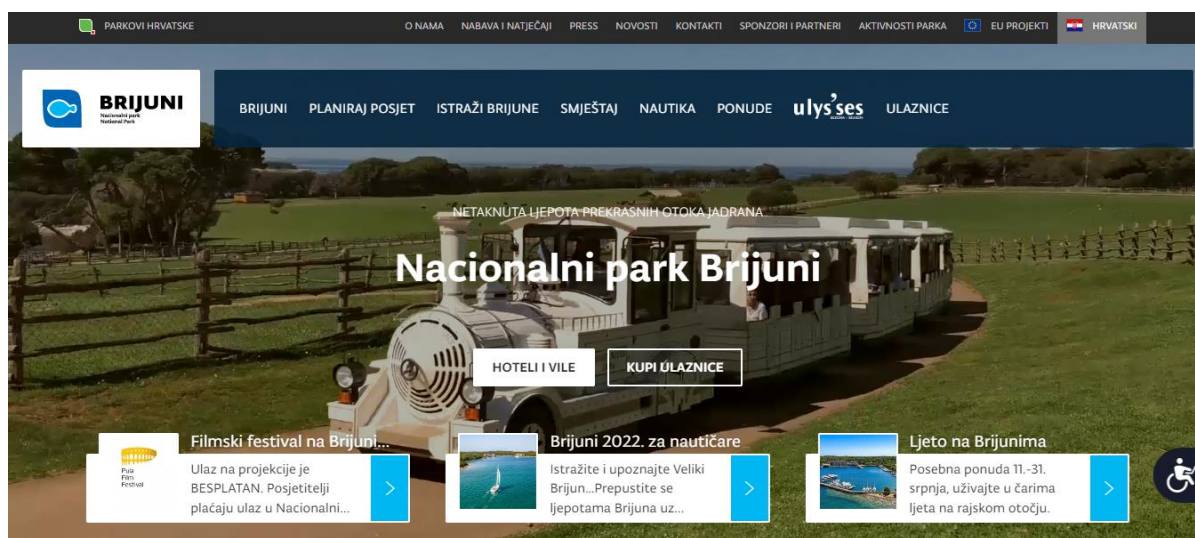 PARKOVI HRVATSKE
O NAMA NABAVA I NATJEČAJI PRESS NOVOSTI KONTAKTI SPONZORI I PARTNERI AKTIVNOSTI PARKA EU PROJEKTI HRVATSKI
BRIJUNI
Nacionalni park
National Park
BRIJUNI PLANIRAJ POSJET ISTRAŽI BRIJUNE SMJEŠTAJ NAUTIKA PONUDE ulys'ses ULAZNICE
NETAKNUTA LJEPOTA PREKRASNIH OTOKA JADRANA
Nacionalni park Brijuni
HOTELI I VILE KUPI ULAZNICE
Filmski festival na Brijuni...
Pula
Film
Festival
Ulaz na projekcije je
BESPLATAN. Posjetitelji
plaćaju ulaz u Nacionalni...
Brijuni 2022. za nautičare
Istražite i upoznajte Veliki
Brijun...Prepustite se
ljepotama Brijuna uz...
Ljeto na Brijunima
Posebna ponuda 11.-31.
srpnja, uživajte u čarima
ljeta na rajskom otočju.